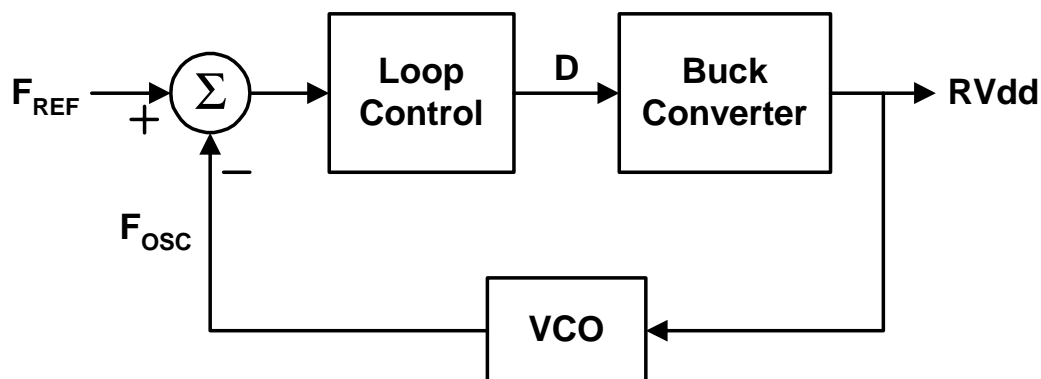 F_REF
+
Σ
−
Loop
Control
D
Buck
Converter
RVdd
F_OSC
VCO